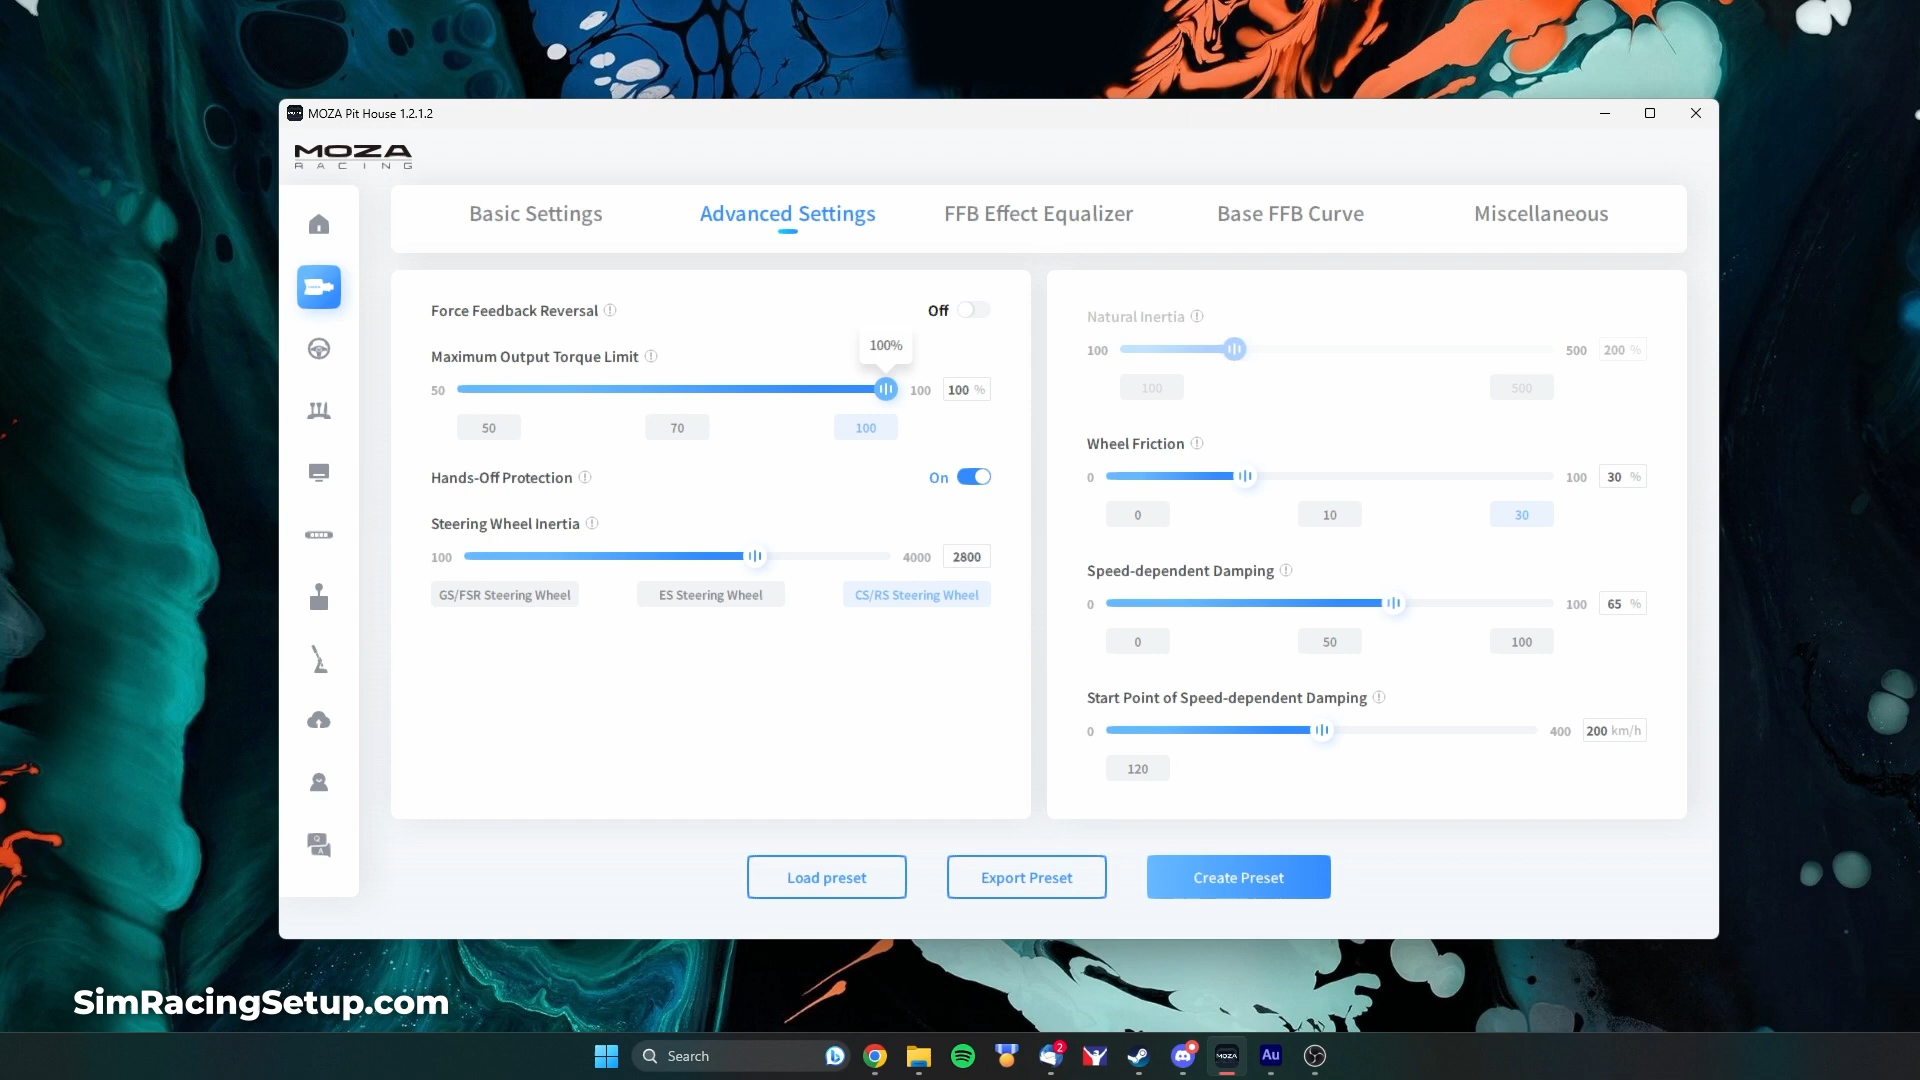 MOZA Pit House 1.2.1.2
MOZA
RACING
Basic Settings
Advanced Settings
FFB Effect Equalizer
Base FFB Curve
Miscellaneous
Force Feedback Reversal
Off
100%
Maximum Output Torque Limit
50
100
100 %
50
70
100
Hands-Off Protection
On
Steering Wheel Inertia
100
4000
2800
GS/FSR Steering Wheel
ES Steering Wheel
CS/RS Steering Wheel
Natural Inertia
100
500
200 %
100
500
Wheel Friction
0
100
30 %
0
10
30
Speed-dependent Damping
0
100
65 %
0
50
100
Start Point of Speed-dependent Damping
0
400
200 km/h
120
Q
A
Load preset
Export Preset
Create Preset
SimRacingSetup.com
Search
2
MOZA
Au